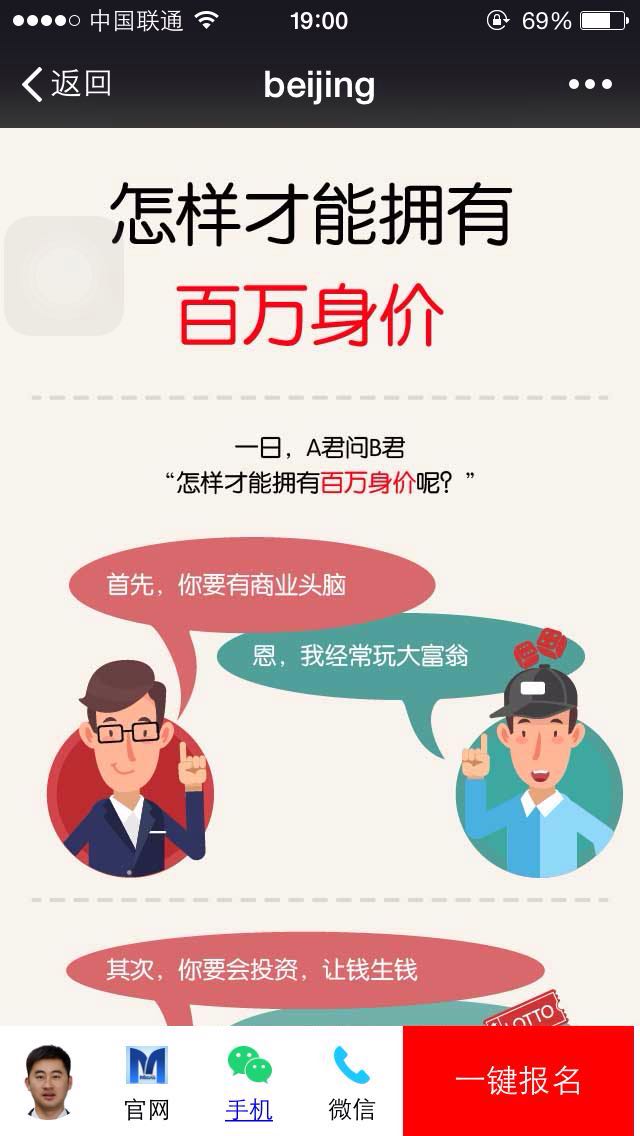 中国联通 19:00 69%
返回 beijing
怎样才能拥有
百万身价
一日，A君问B君
“怎样才能拥有百万身价呢？”
首先，你要有商业头脑
恩，我经常玩大富翁
其次，你要会投资，让钱生钱
LOTTO
官网 手机 微信 一键报名